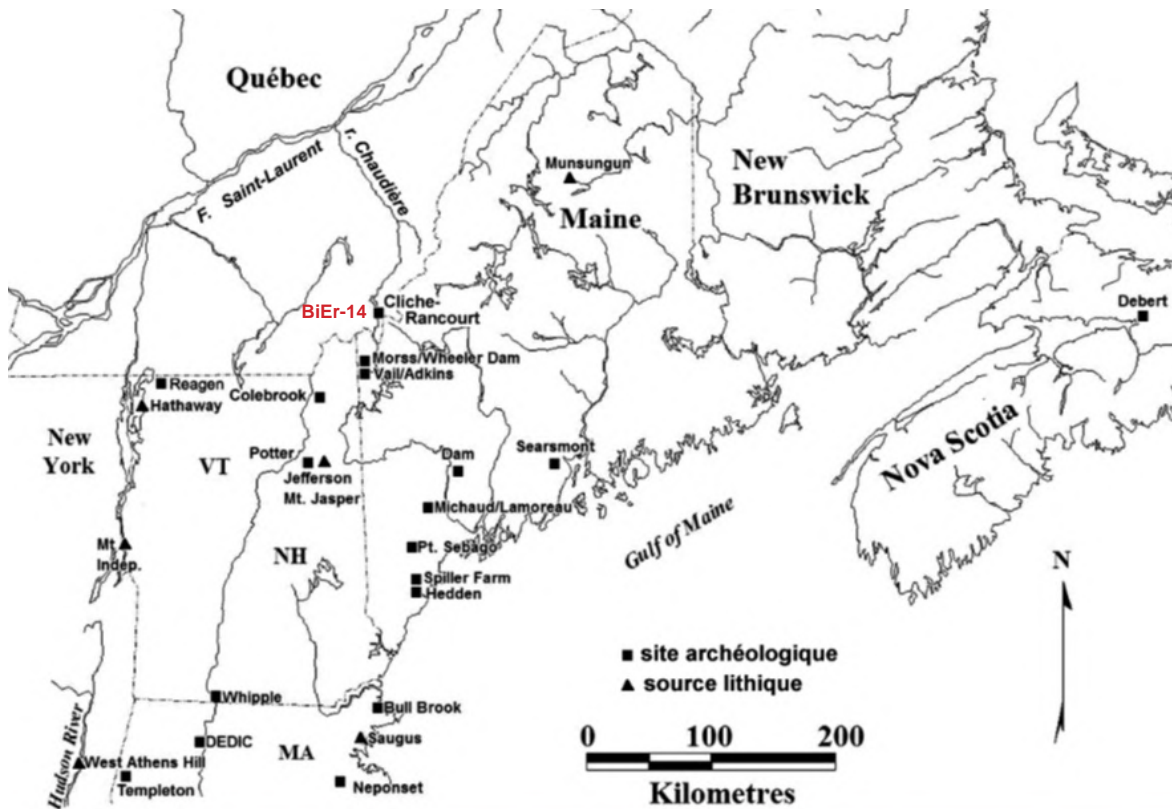 Québec
F. Saint-Laurent
r. Chaudière
Munsungun
Maine
New
Brunswick
BiEr-14
Cliche-
Rancourt
Debert
Morss/Wheeler Dam
Vail/Adkins
Reagen
Colebrook
Hathaway
New
York
VT
Potter
Jefferson
Mt. Jasper
Dam
Searsmont
Nova Scotia
Michaud/Lamoreau
Gulf of Maine
Mt
Indep.
NH
Pt. Sebago
Spiller Farm
Hedden
N
site archéologique
source lithique
Whipple
Bull Brook
DEDIC
MA
Saugus
Hudson River
West Athens Hill
Templeton
Neponset
0 100 200
Kilometres